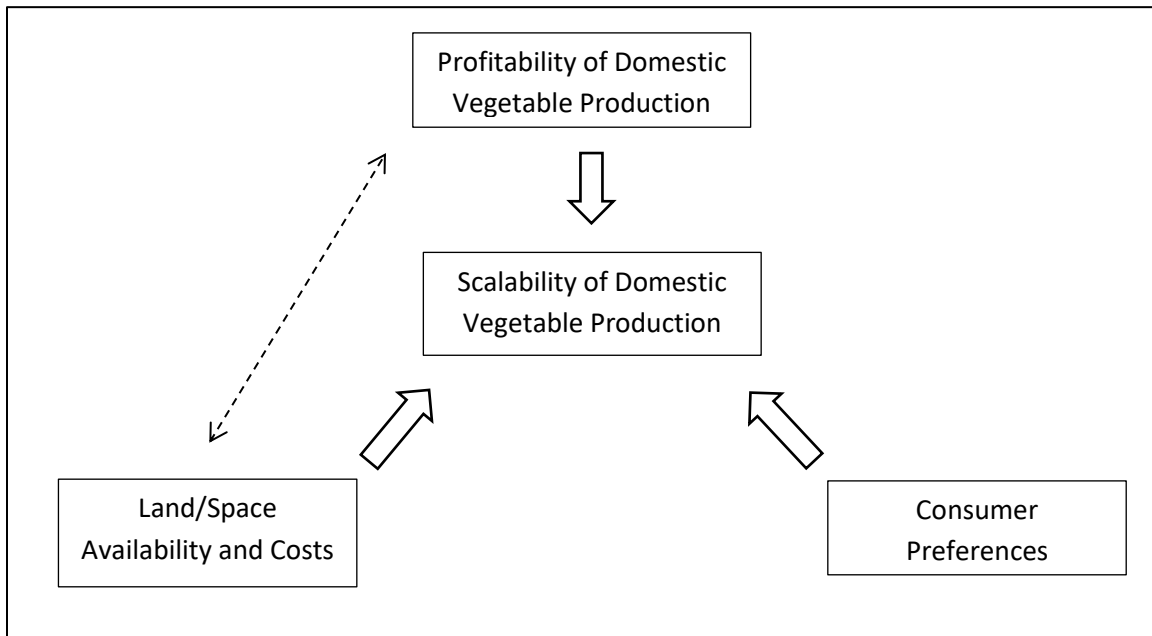 Profitability of Domestic
Vegetable Production
Scalability of Domestic
Vegetable Production
Land/Space
Availability and Costs
Consumer
Preferences